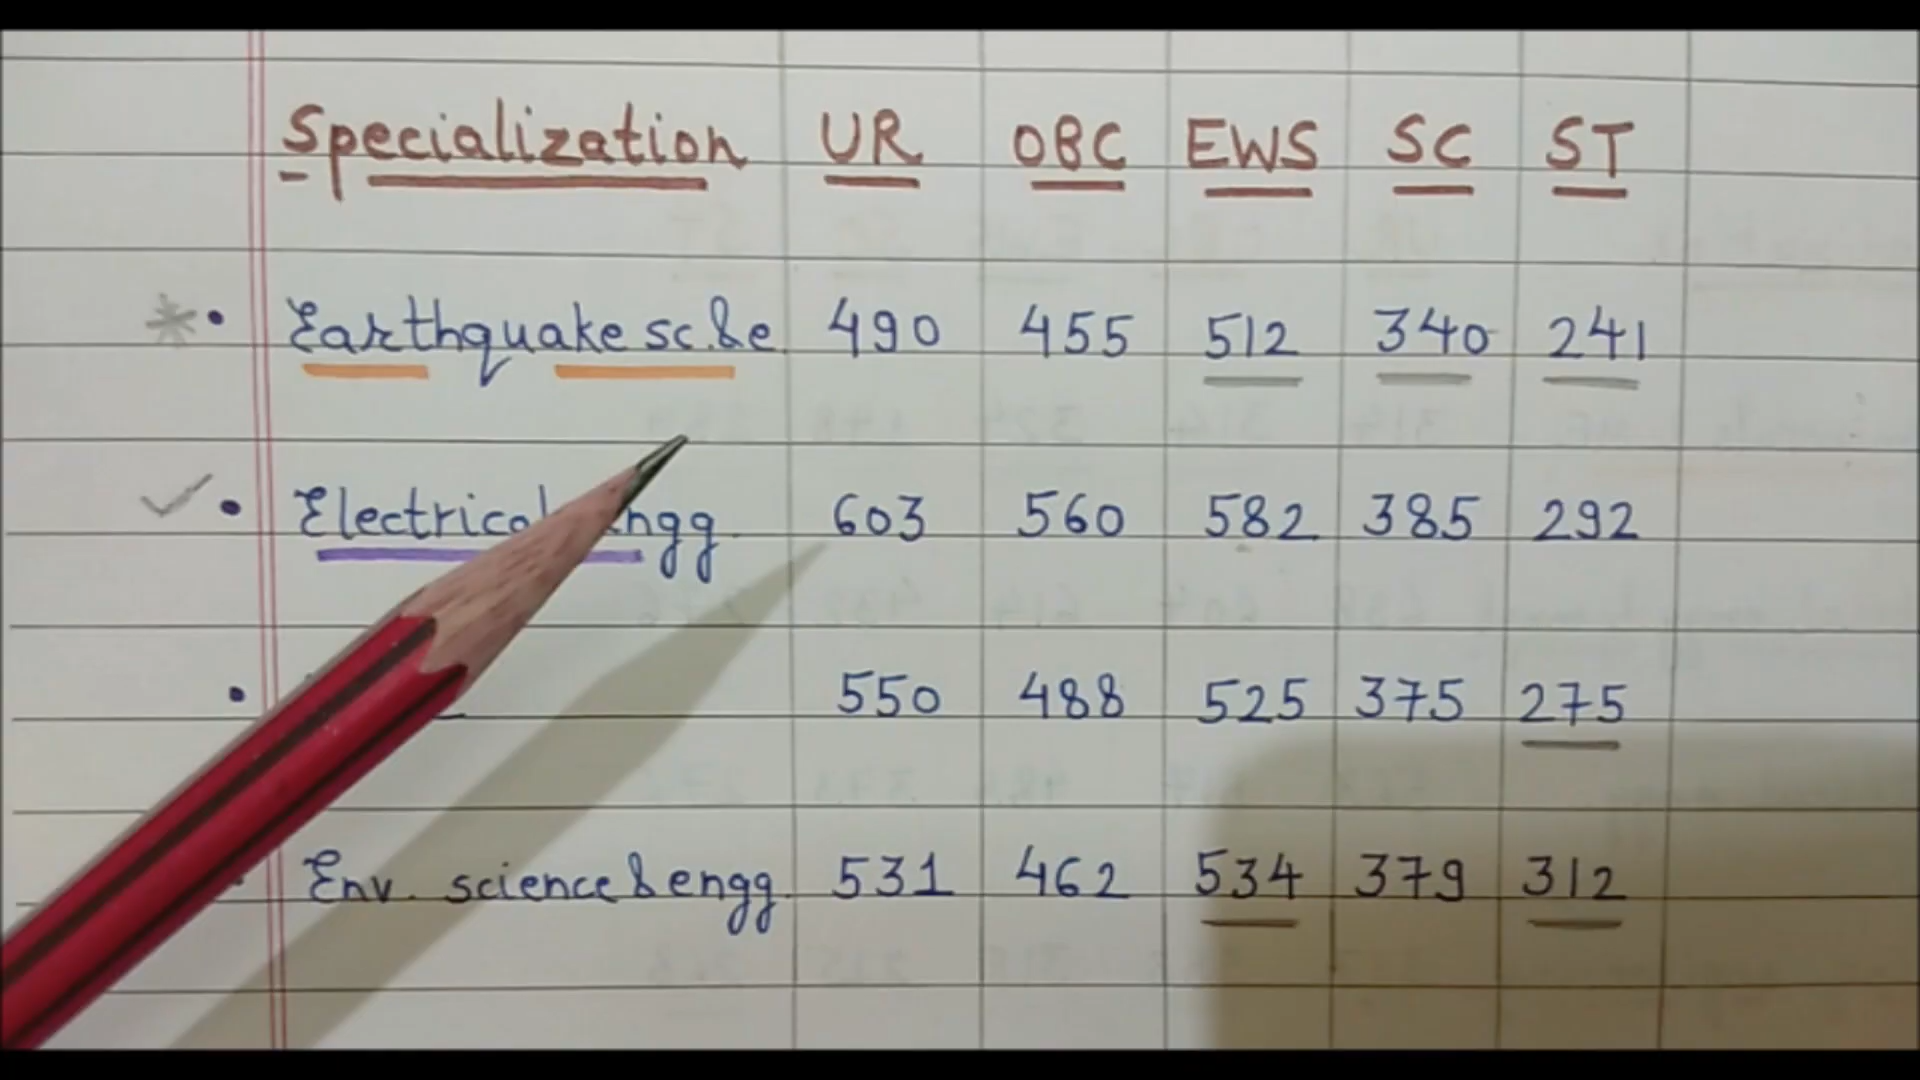 Specialization UR OBC EWS SC ST
* • Earthquake sc. & e 490 455 512 340 241
✓ • Electrical engg. 603 560 582 385 292
• 550 488 525 375 275
Env. science & engg. 531 462 534 379 312